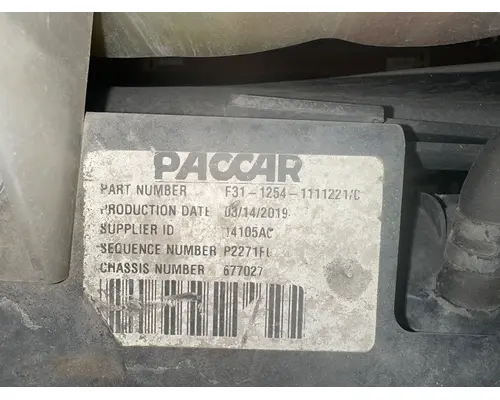 PACCAR
PART NUMBER F31-1254-1111221/C
PRODUCTION DATE 03/14/2019
SUPPLIER ID 14105AC
SEQUENCE NUMBER
CHASSIS NUMBER 677027